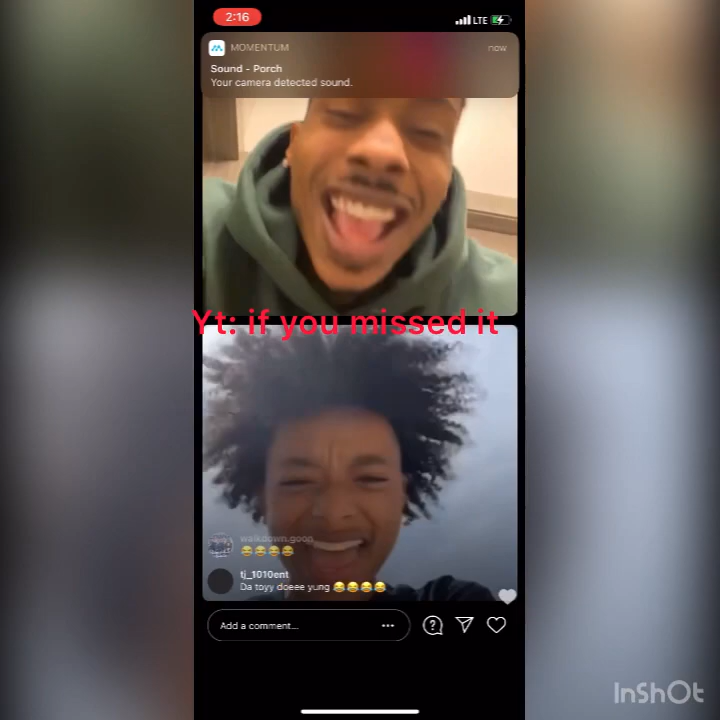 2:16
LTE
MOMENTUM
now
Sound - Porch
Your camera detected sound.
Yt: if you missed it
walkdown.goon
😂😂😂😂
tj_1010ent
Da toyy doeee yung 😂😂😂😂
Add a comment...
InShOt